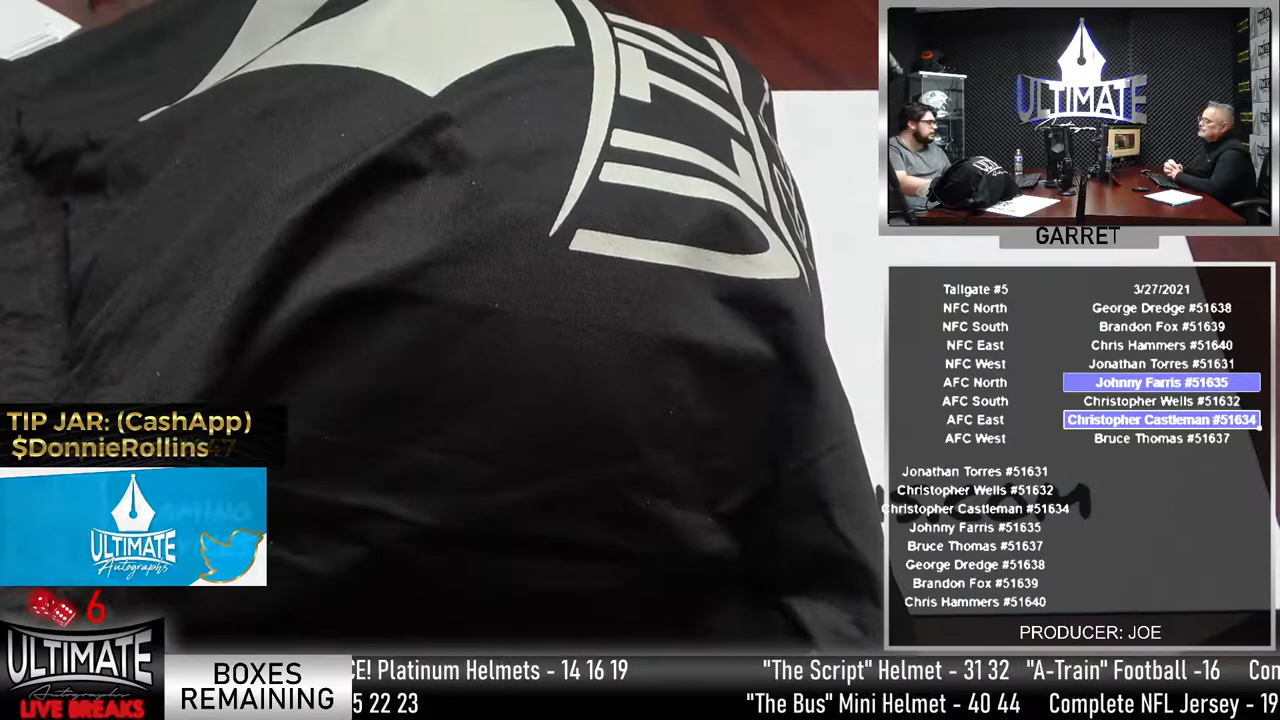 ULTIMATE
Autographs
GARRET
Tailgate #5 3/27/2021
NFC North George Dredge #51638
NFC South Brandon Fox #51639
NFC East Chris Hammers #51640
NFC West Jonathan Torres #51631
AFC North Johnny Farris #51635
AFC South Christopher Wells #51632
AFC East Christopher Castleman #51634
AFC West Bruce Thomas #51637
Jonathan Torres #51631
Christopher Wells #51632
Christopher Castleman #51634
Johnny Farris #51635
Bruce Thomas #51637
George Dredge #51638
Brandon Fox #51639
Chris Hammers #51640
PRODUCER: JOE
ULTI
TIP JAR: (CashApp)
$DonnieRollins
ULTIMATE
Autographs
6
ULTIMATE
Autographs
LIVE BREAKS
BOXES
REMAINING
CE! Platinum Helmets - 14 16 19 "The Script" Helmet - 31 32 "A-Train" Football -16 Con
5 22 23 "The Bus" Mini Helmet - 40 44 Complete NFL Jersey - 19